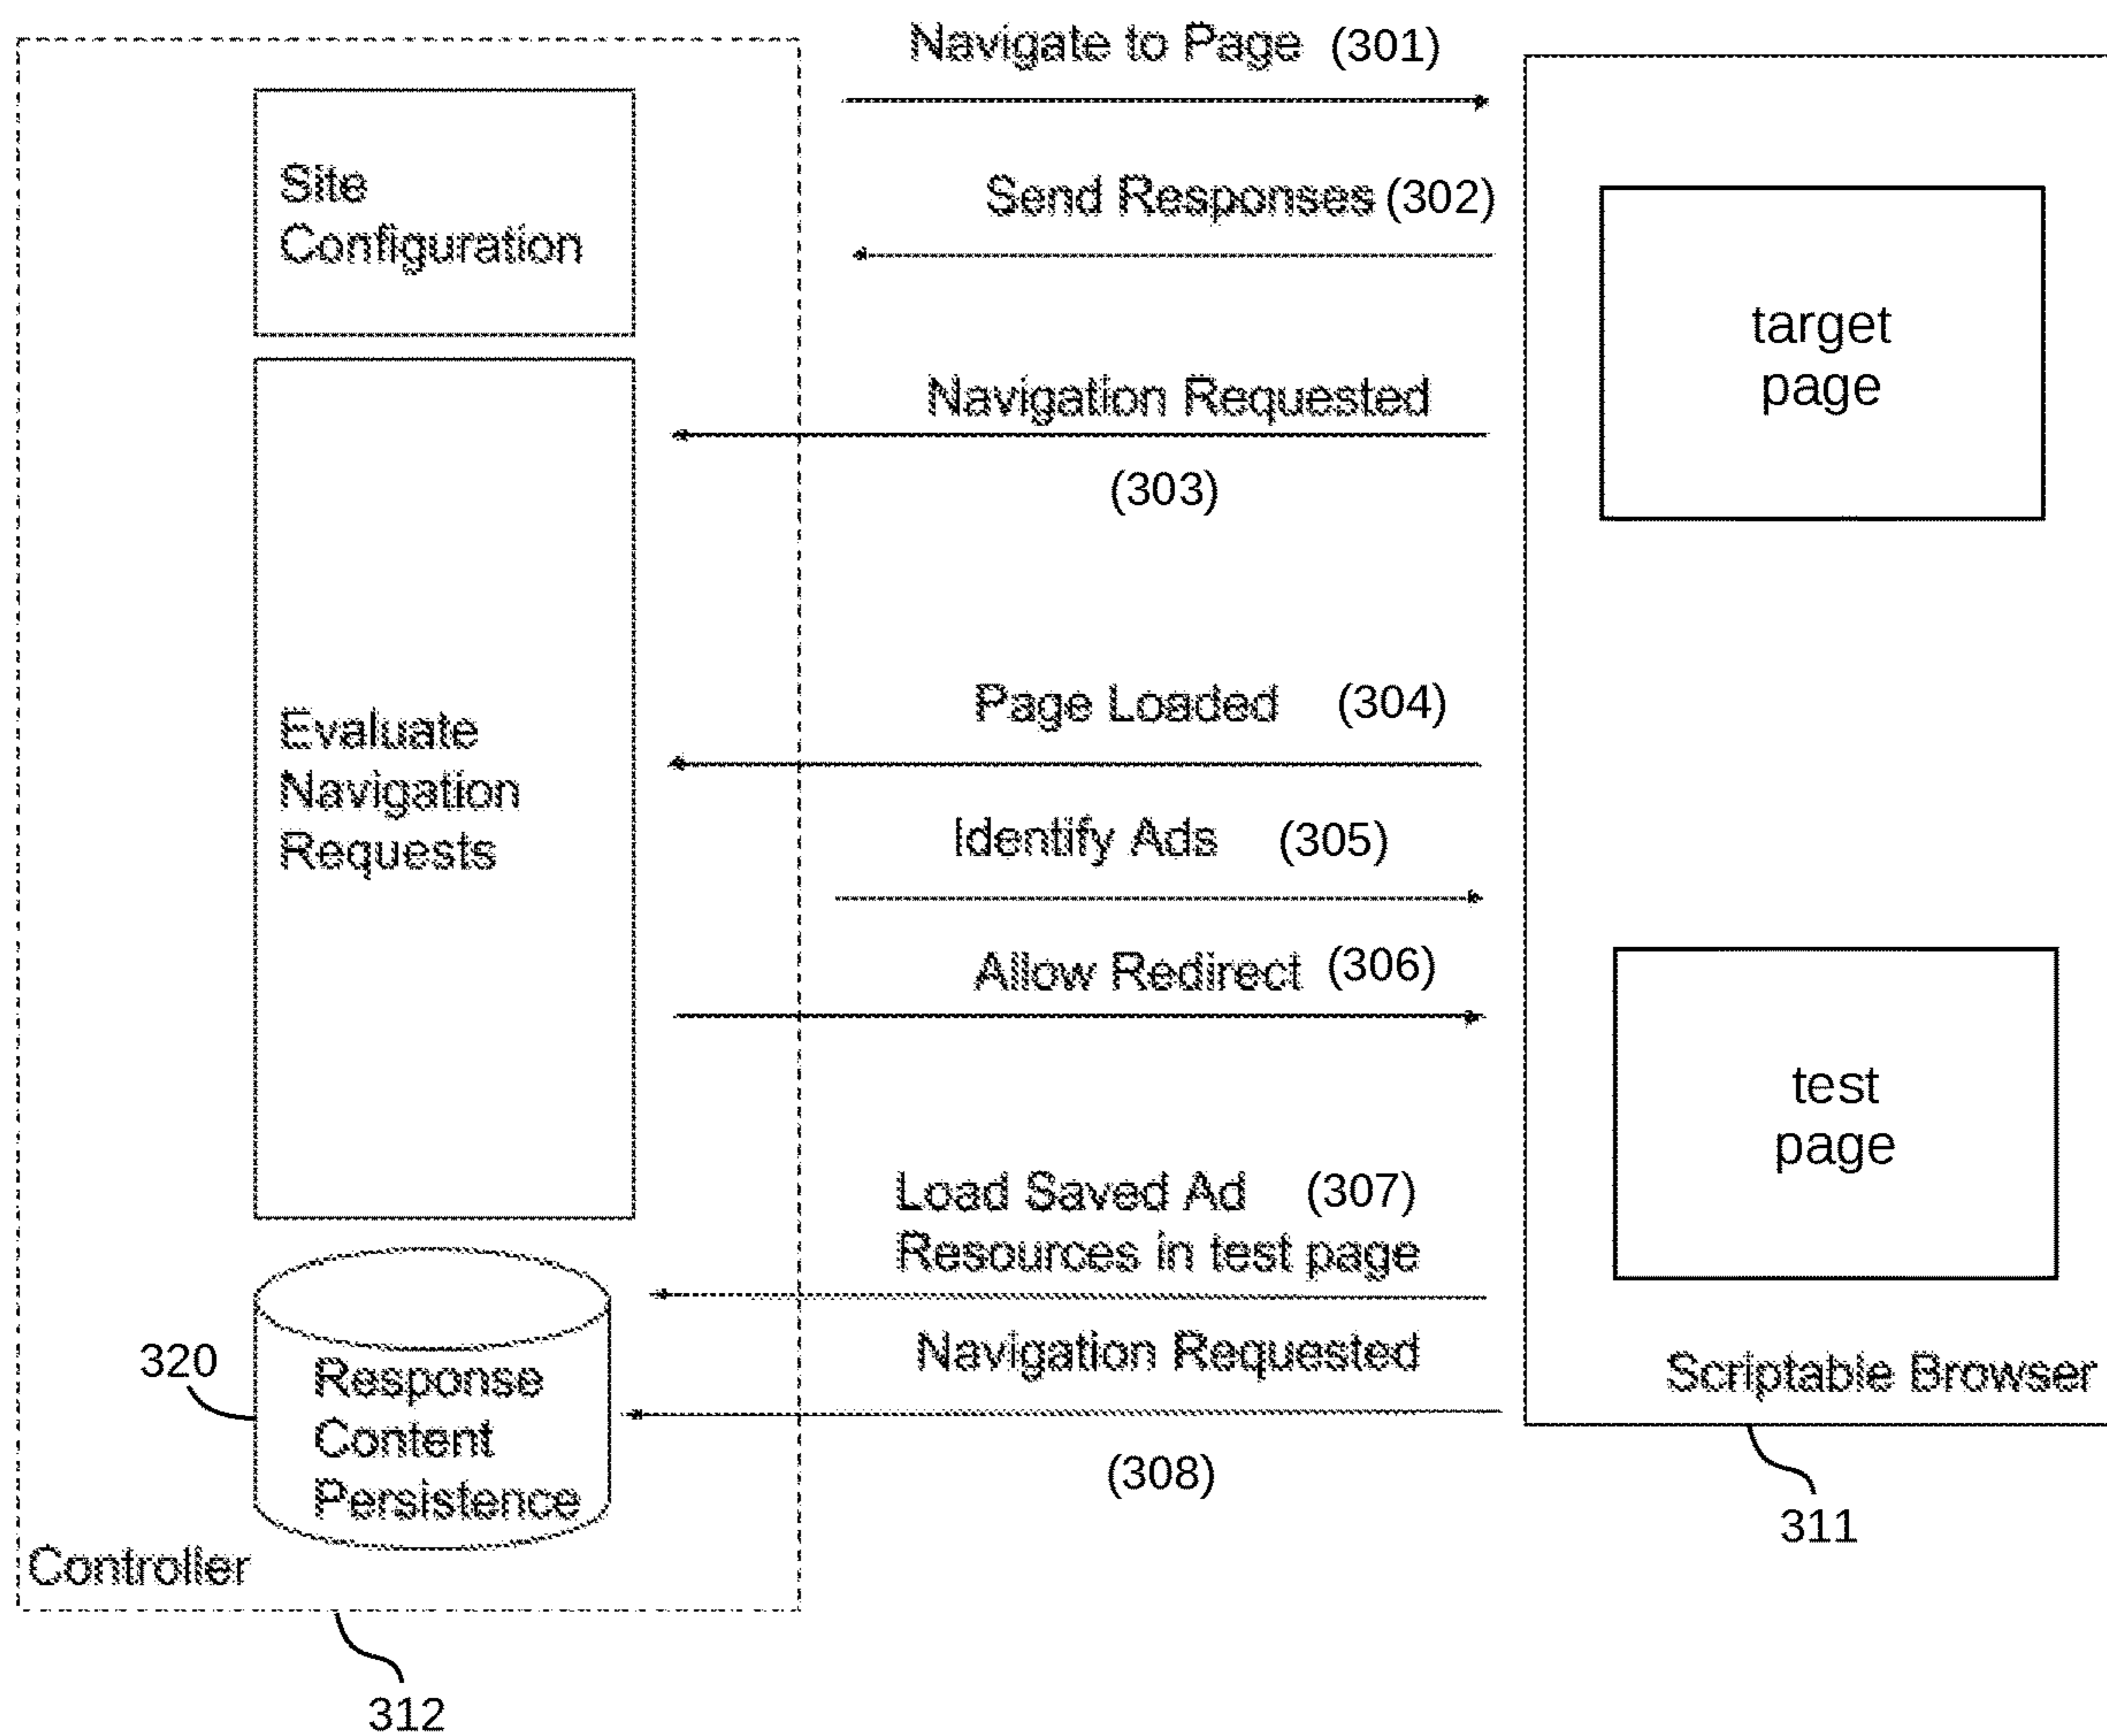 Navigate to Page (301)
Site
Configuration
Send Responses (302)
target
page
Navigation Requested
(303)
Page Loaded (304)
Evaluate
Navigation
Requests
Identify Ads (305)
Allow Redirect (306)
test
page
Load Saved Ad (307)
Resources in test page
Navigation Requested
(308)
320
Response
Content
Persistence
Scriptable Browser
311
Controller
312